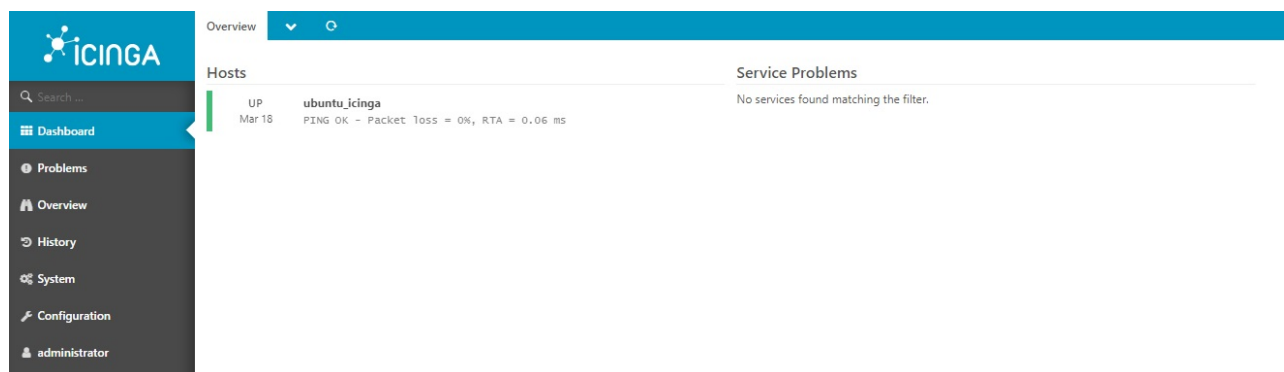 icinga
Search ...
Dashboard
Problems
Overview
History
System
Configuration
administrator
Overview
Hosts
UP ubuntu_icinga
Mar 18 PING OK - Packet loss = 0%, RTA = 0.06 ms
Service Problems
No services found matching the filter.